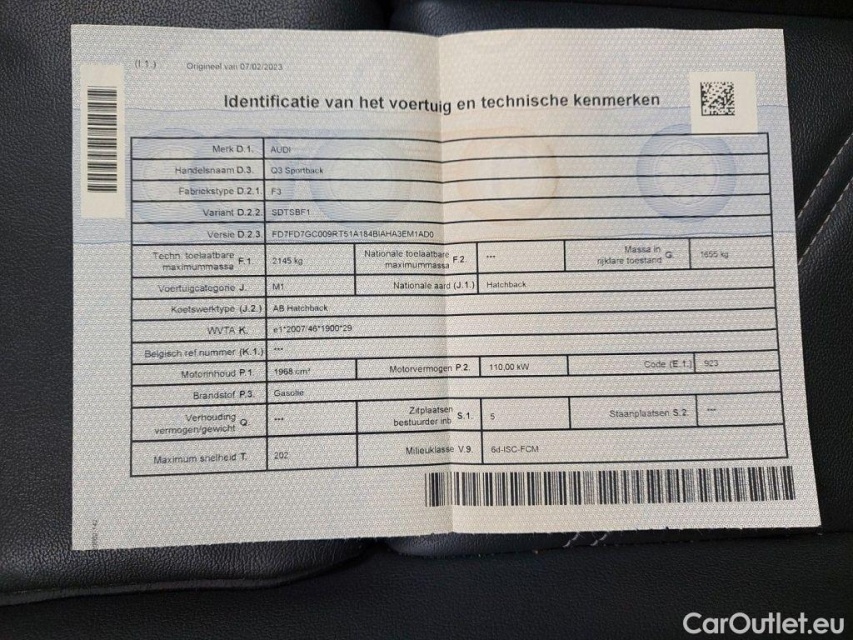 (I.1.) Origineel van 07/02/2023
Identificatie van het voertuig en technische kenmerken
Merk D.1. AUDI
Handelsnaam D.3. Q3 Sportback
Fabriekstype D.2.1. F3
Variant D.2.2. SDTSBF1
Versie D.2.3. FD7FD7GC009RT51A184BIAHA3EM1AD0
Techn. toelaatbare maximummassa F.1 2145 kg Nationale toelaatbare maximummassa F.2. --- Massa in rijklare toestand G. 1655 kg
Voertuigcategorie J. M1 Nationale aard (J.1.) Hatchback
Koetswerktype (J.2.) AB Hatchback
WVTA K. e1*2007/46*1900*29
Belgisch ref.nummer (K.1.) ---
Motorinhoud P.1 1968 cm³ Motorvermogen P.2. 110,00 kW Code (E.1.) 923
Brandstof P.3. Gasolie
Verhouding vermogen/gewicht Q. --- Zitplaatsen bestuurder inb. S.1. 5 Staanplaatsen S.2. ---
Maximum snelheid T. 202 Milieuklasse V.9. 6d-ISC-FCM
CarOutlet.eu